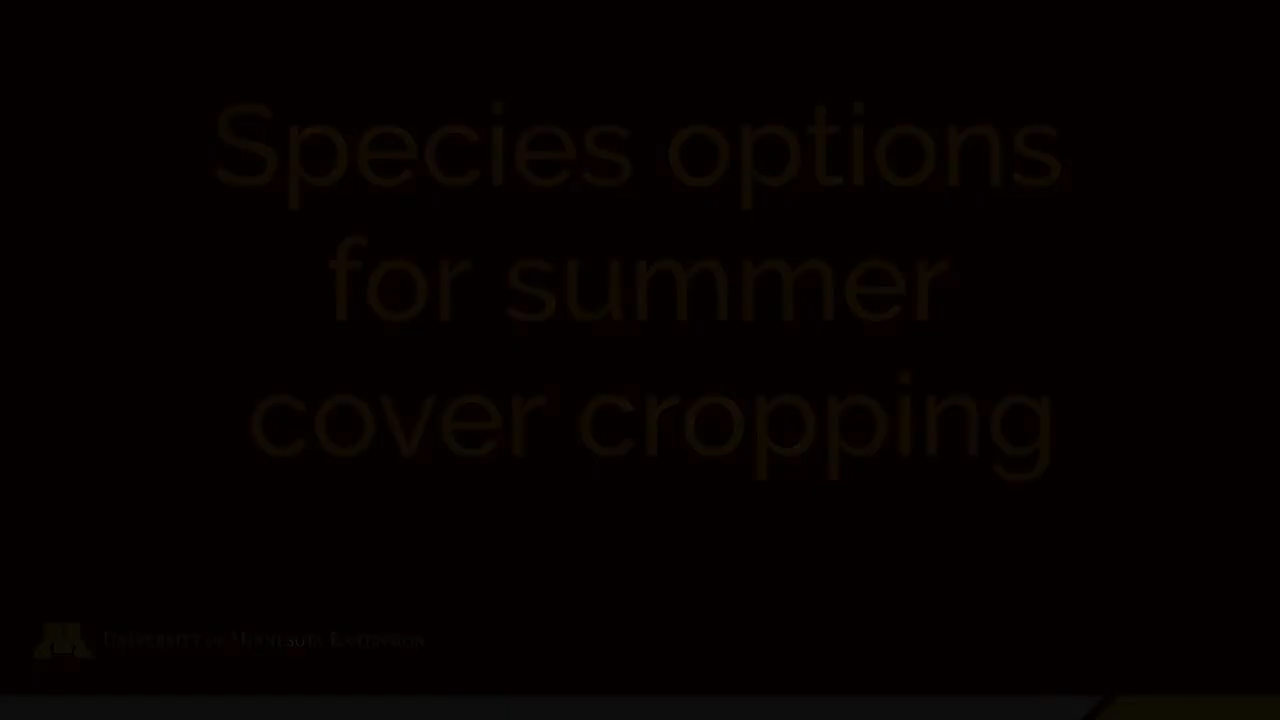 Species options
for summer
cover cropping
University of Minnesota Extension